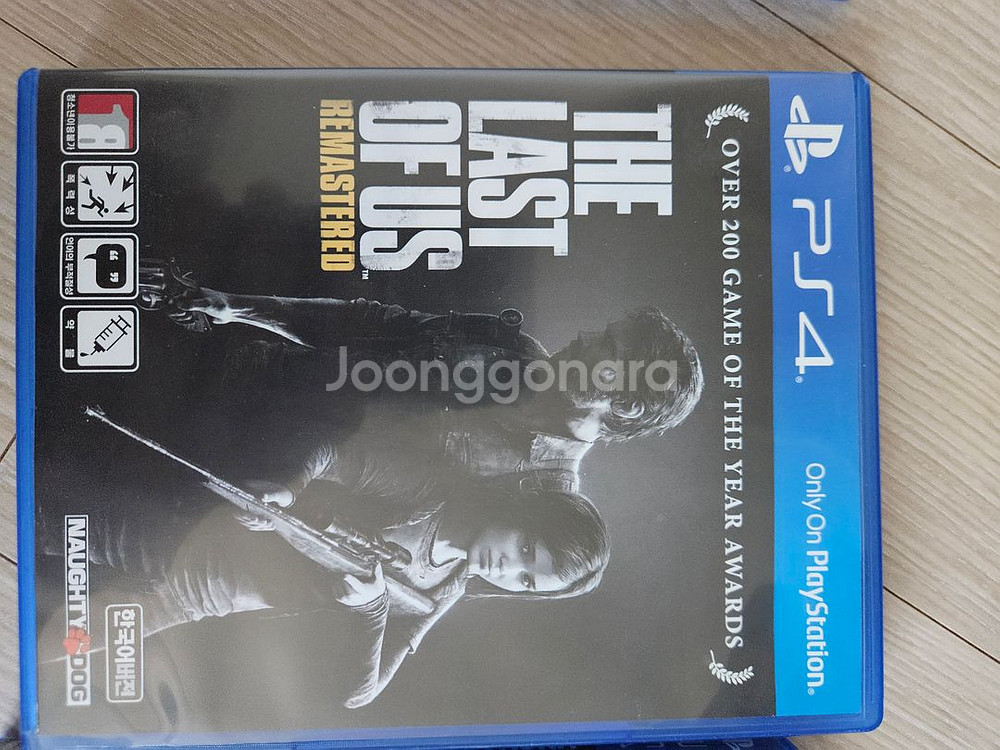 PS4
Only On PlayStation®
OVER 200 GAME OF THE YEAR AWARDS
THE
LAST
OF US™
REMASTERED
18
청소년이용불가
폭력성
언어의 부적절성
약물
Joonggonara
한국어버전
NAUGHTY DOG